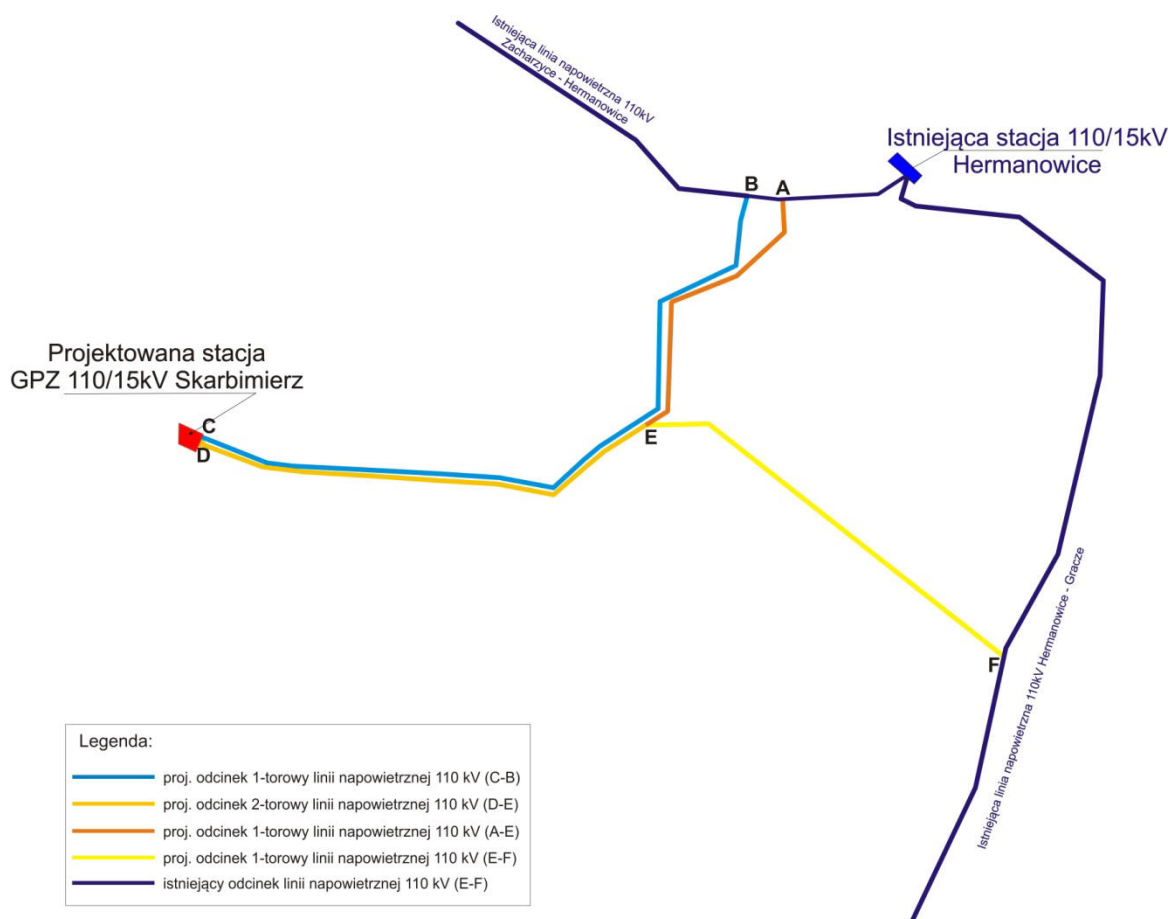 Istniejąca linia napowietrzna 110kV
Zacharzyce - Hermanowice
Istniejąca stacja 110/15kV
Hermanowice
B
A
Projektowana stacja
GPZ 110/15kV Skarbimierz
C
D
E
F
Istniejąca linia napowietrzna 110kV Hermanowice - Gracze
Legenda:
proj. odcinek 1-torowy linii napowietrznej 110 kV (C-B)
proj. odcinek 2-torowy linii napowietrznej 110 kV (D-E)
proj. odcinek 1-torowy linii napowietrznej 110 kV (A-E)
proj. odcinek 1-torowy linii napowietrznej 110 kV (E-F)
istniejący odcinek linii napowietrznej 110 kV (E-F)